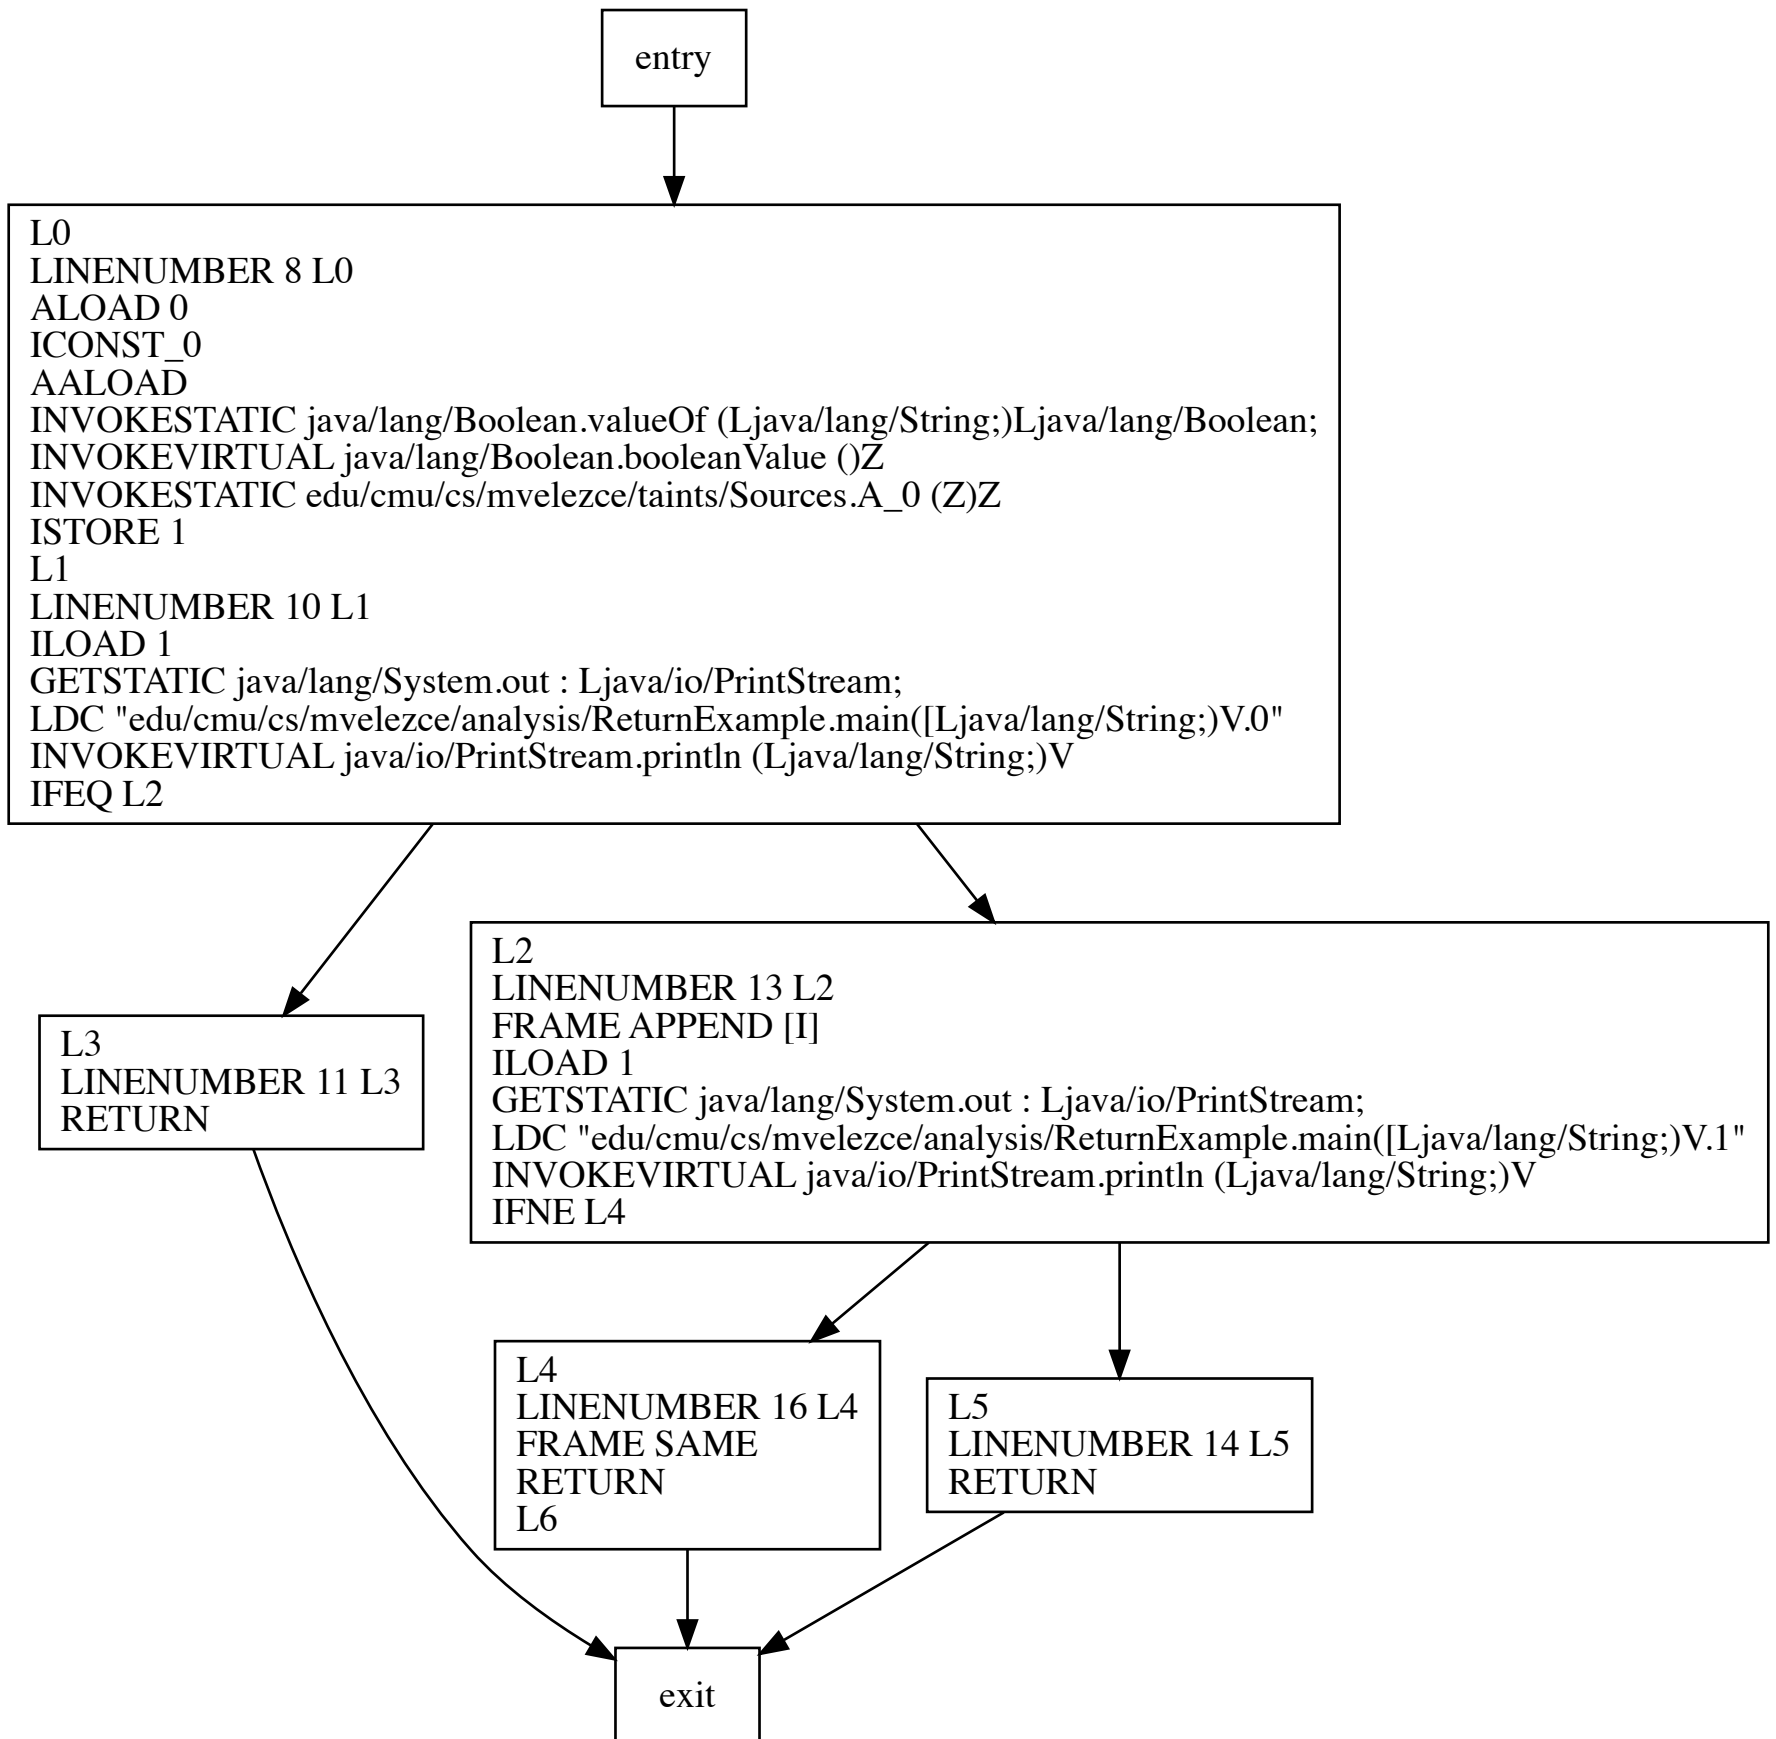 entry
L0
LINENUMBER 8 L0
ALOAD 0
ICONST_0
AALOAD
INVOKESTATIC java/lang/Boolean.valueOf (Ljava/lang/String;)Ljava/lang/Boolean;
INVOKEVIRTUAL java/lang/Boolean.booleanValue ()Z
INVOKESTATIC edu/cmu/cs/mvelezce/taints/Sources.A_0 (Z)Z
ISTORE 1
L1
LINENUMBER 10 L1
ILOAD 1
GETSTATIC java/lang/System.out : Ljava/io/PrintStream;
LDC "edu/cmu/cs/mvelezce/analysis/ReturnExample.main([Ljava/lang/String;)V.0"
INVOKEVIRTUAL java/io/PrintStream.println (Ljava/lang/String;)V
IFEQ L2
L3
LINENUMBER 11 L3
RETURN
L2
LINENUMBER 13 L2
FRAME APPEND [I]
ILOAD 1
GETSTATIC java/lang/System.out : Ljava/io/PrintStream;
LDC "edu/cmu/cs/mvelezce/analysis/ReturnExample.main([Ljava/lang/String;)V.1"
INVOKEVIRTUAL java/io/PrintStream.println (Ljava/lang/String;)V
IFNE L4
L4
LINENUMBER 16 L4
FRAME SAME
RETURN
L6
L5
LINENUMBER 14 L5
RETURN
exit